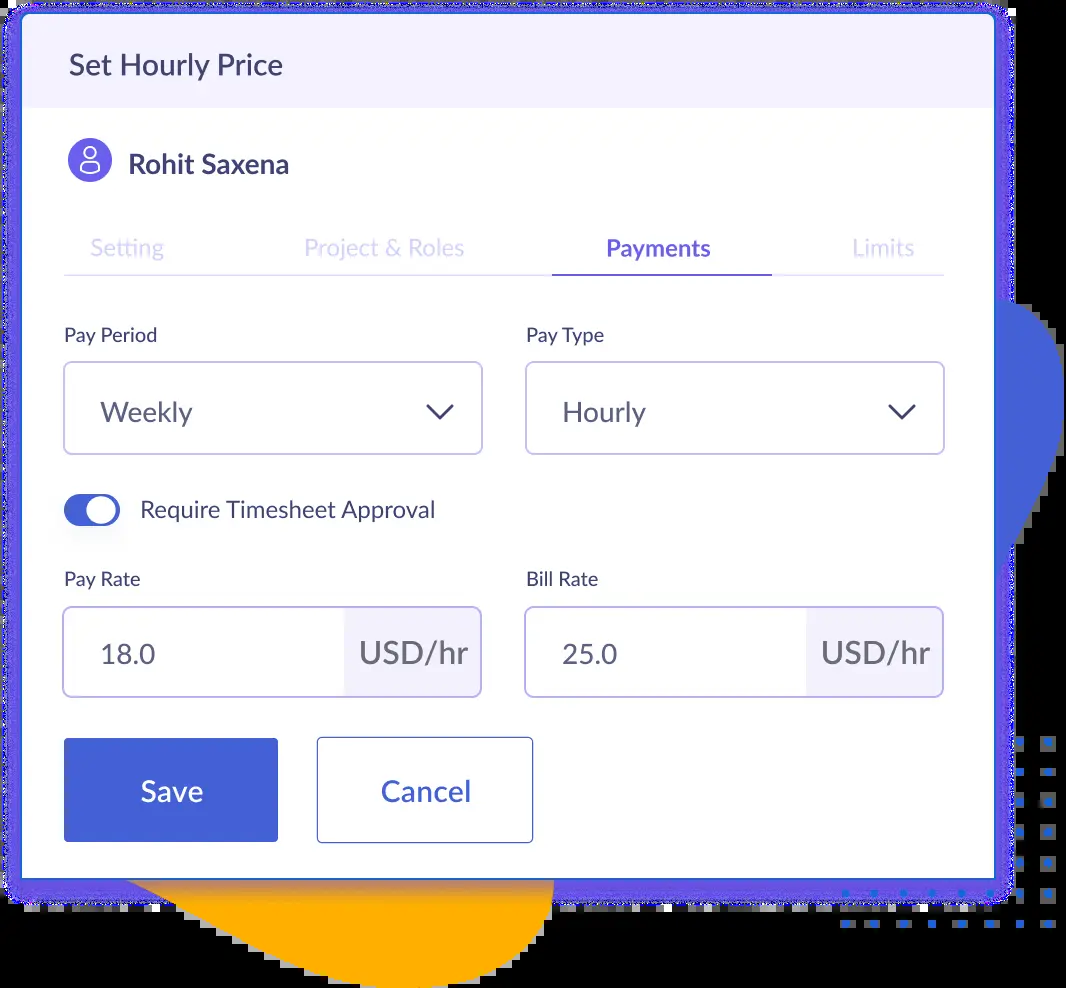 Set Hourly Price
Rohit Saxena
Setting Project & Roles Payments Limits
Pay Period Pay Type
Weekly Hourly
Require Timesheet Approval
Pay Rate Bill Rate
18.0 USD/hr 25.0 USD/hr
Save Cancel